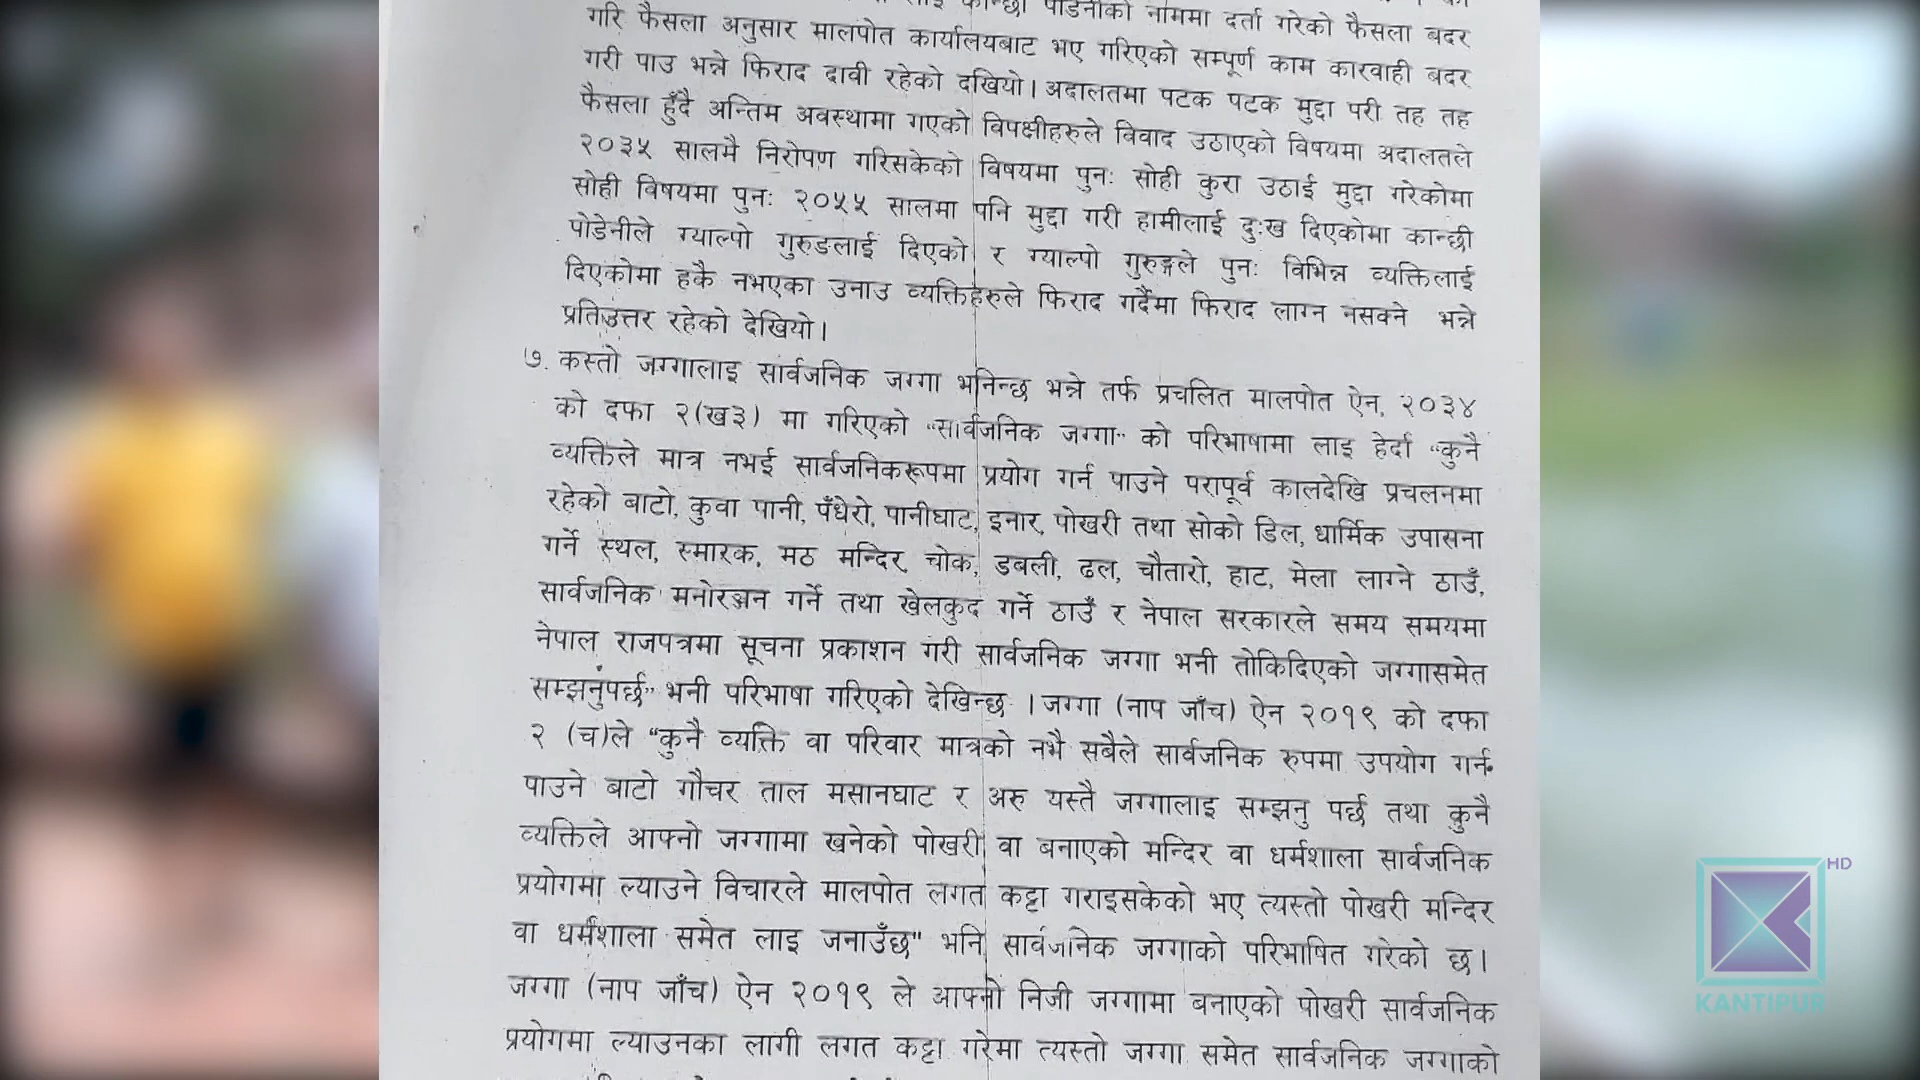 कान्छी पोडेनीको नाममा दर्ता गरेको फैसला बदर
गरि फैसला अनुसार मालपोत कार्यालयबाट भए गरिएको सम्पूर्ण काम कारवाही बदर
गरी पाउ भन्ने फिराद दावी रहेको दखियो। अदालतमा पटक पटक मुद्दा परी तह तह
फैसला हुँदै अन्तिम अवस्थामा गएको विपक्षीहरुले विवाद उठाएको विषयमा अदालतले
२०३५ सालमै निरोपण गरिसकेको विषयमा पुनः सोही कुरा उठाई मुद्दा गरेकोमा
सोही विषयमा पुनः २०५५ सालमा पनि मुद्दा गरी हामीलाई दुःख दिएकोमा कान्छी
पोडेनीले ग्याल्पो गुरुङलाई दिएको र ग्याल्पो गुरुङ्गले पुनः विभिन्न व्यक्तिलाई
दिएकोमा हकै नभएका उनाउ व्यक्तिहरुले फिराद गर्दैमा फिराद लाग्न नसक्ने भन्ने
प्रतिउत्तर रहेको देखियो।
७. कस्तो जग्गालाइ सार्वजनिक जग्गा भनिन्छ भन्ने तर्फ प्रचलित मालपोत ऐन, २०३४
को दफा २(ख३) मा गरिएको "सार्वजनिक जग्गा" को परिभाषामा लाइ हेर्दा "कुनै
व्यक्तिले मात्र नभई सार्वजनिकरूपमा प्रयोग गर्न पाउने परापूर्व कालदेखि प्रचलनमा
रहेको बाटो, कुवा पानी, पँधेरो, पानीघाट, इनार, पोखरी तथा सोको डिल, धार्मिक उपासना
गर्ने स्थल, स्मारक, मठ मन्दिर, चोक, डबली, ढल, चौतारो, हाट, मेला लाग्ने ठाउँ,
सार्वजनिक मनोरञ्जन गर्ने तथा खेलकुद गर्ने ठाउँ र नेपाल सरकारले समय समयमा
नेपाल राजपत्रमा सूचना प्रकाशन गरी सार्वजनिक जग्गा भनी तोकिदिएको जग्गासमेत
सम्झनुपर्छ" भनी परिभाषा गरिएको देखिन्छ । जग्गा (नाप जाँच) ऐन २०१९ को दफा
२ (च)ले "कुनै व्यक्ति वा परिवार मात्रको नभै सबैले सार्वजनिक रुपमा उपयोग गर्न
पाउने बाटो गौचर ताल मसानघाट र अरु यस्तै जग्गालाइ सम्झनु पर्छ तथा कुनै
व्यक्तिले आफ्नो जग्गामा खनेको पोखरी वा बनाएको मन्दिर वा धर्मशाला सार्वजनिक
प्रयोगमा ल्याउने विचारले मालपोत लगत कट्टा गराइसकेको भए त्यस्तो पोखरी मन्दिर
वा धर्मशाला समेत लाइ जनाउँछ" भनि सार्वजनिक जग्गाको परिभाषित गरेको छ।
जग्गा (नाप जाँच) ऐन २०१९ ले आफ्नो निजी जग्गामा बनाएको पोखरी सार्वजनिक
प्रयोगमा ल्याउनका लागी लगत कट्टा गरेमा त्यस्तो जग्गा समेत सार्वजनिक जग्गाको
HD
KANTIPUR